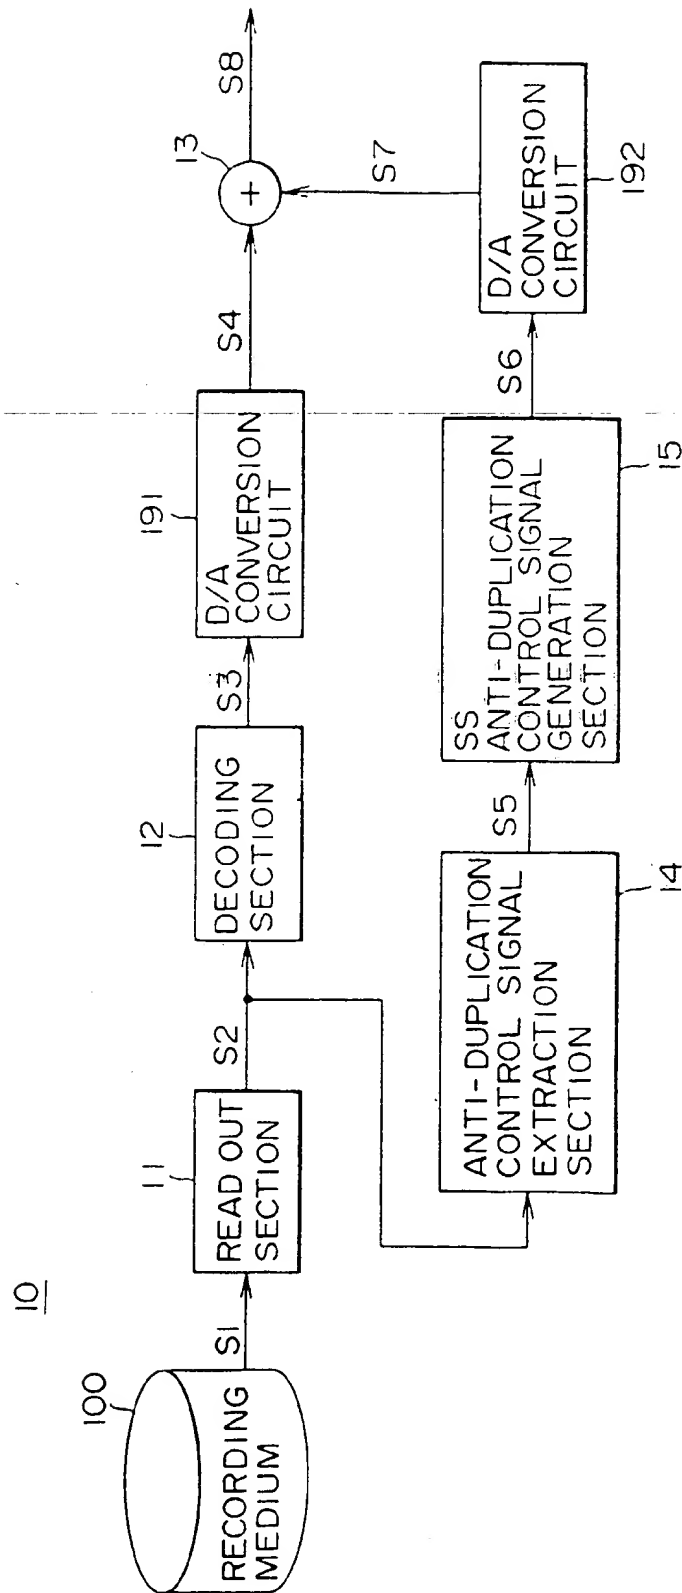 10
100
RECORDING
MEDIUM
S1
11
READ OUT
SECTION
S2
12
DECODING
SECTION
S3
191
D/A
CONVERSION
CIRCUIT
S4
13
+
S8
S7
ANTI-DUPLICATION
CONTROL SIGNAL
EXTRACTION
SECTION
14
S5
SS
ANTI-DUPLICATION
CONTROL SIGNAL
GENERATION
SECTION
15
S6
D/A
CONVERSION
CIRCUIT
192